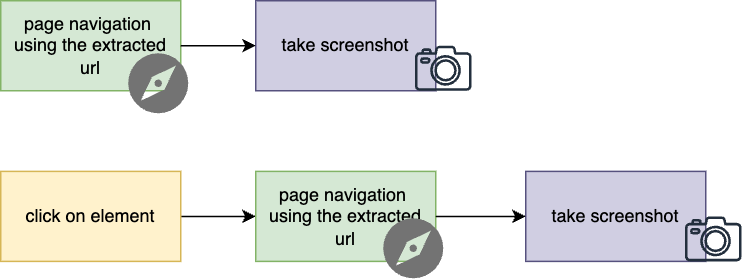 page navigation
using the extracted
url
take screenshot
click on element
page navigation
using the extracted
url
take screenshot